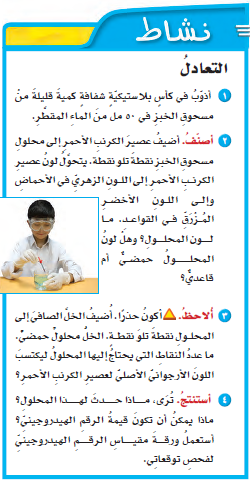 نشاط
التعادلُ
١ أذوّبُ في كأسٍ بلاستيكيّةٍ شفافةٍ كميةً قليلةً منْ
مسحوقِ الخبزِ في ٥٠ مل منَ الماءِ المقطَّرِ.
٢ أصنّفُ. أضيفُ عصيرَ الكرنبِ الأحمرِ إلى محلولِ
مسحوقِ الخبزِ نقطةً تلوَ نقطةٍ. يتحوّلُ لونُ عصيرِ
الكرنبِ الأحمرِ إلى اللونِ الزهريِّ في الأحماضِ
وإلى اللونِ الأخضرِ
المُزْرَقِّ في القواعدِ. ما
لونُ المحلولِ؟ وهلْ لونُ
المحلولِ حمضيٌّ أم
قاعديٌّ؟
٣ ألاحظُ. أكونُ حذرًا. أضيفُ الخلَّ الصافيَ إلى
المحلولِ نقطةً تلوَ نقطةٍ. الخلُّ محلولٌ حمضيٌّ.
ما عددُ النقاطِ التي يحتاجُ إليها المحلولُ ليكتسبَ
اللونَ الأرجوانيَّ الأصليَّ لعصيرِ الكرنبِ الأحمرِ؟
٤ أستنتجُ. تُرَى، ماذا حدثَ لهذا المحلولِ؟
ماذا يمكنُ أن تكونَ قيمةُ الرقمِ الهيدروجينيِّ؟
أستعملُ ورقةَ مقياسِ الرقمِ الهيدروجينيِّ
لفحصِ توقعاتي.